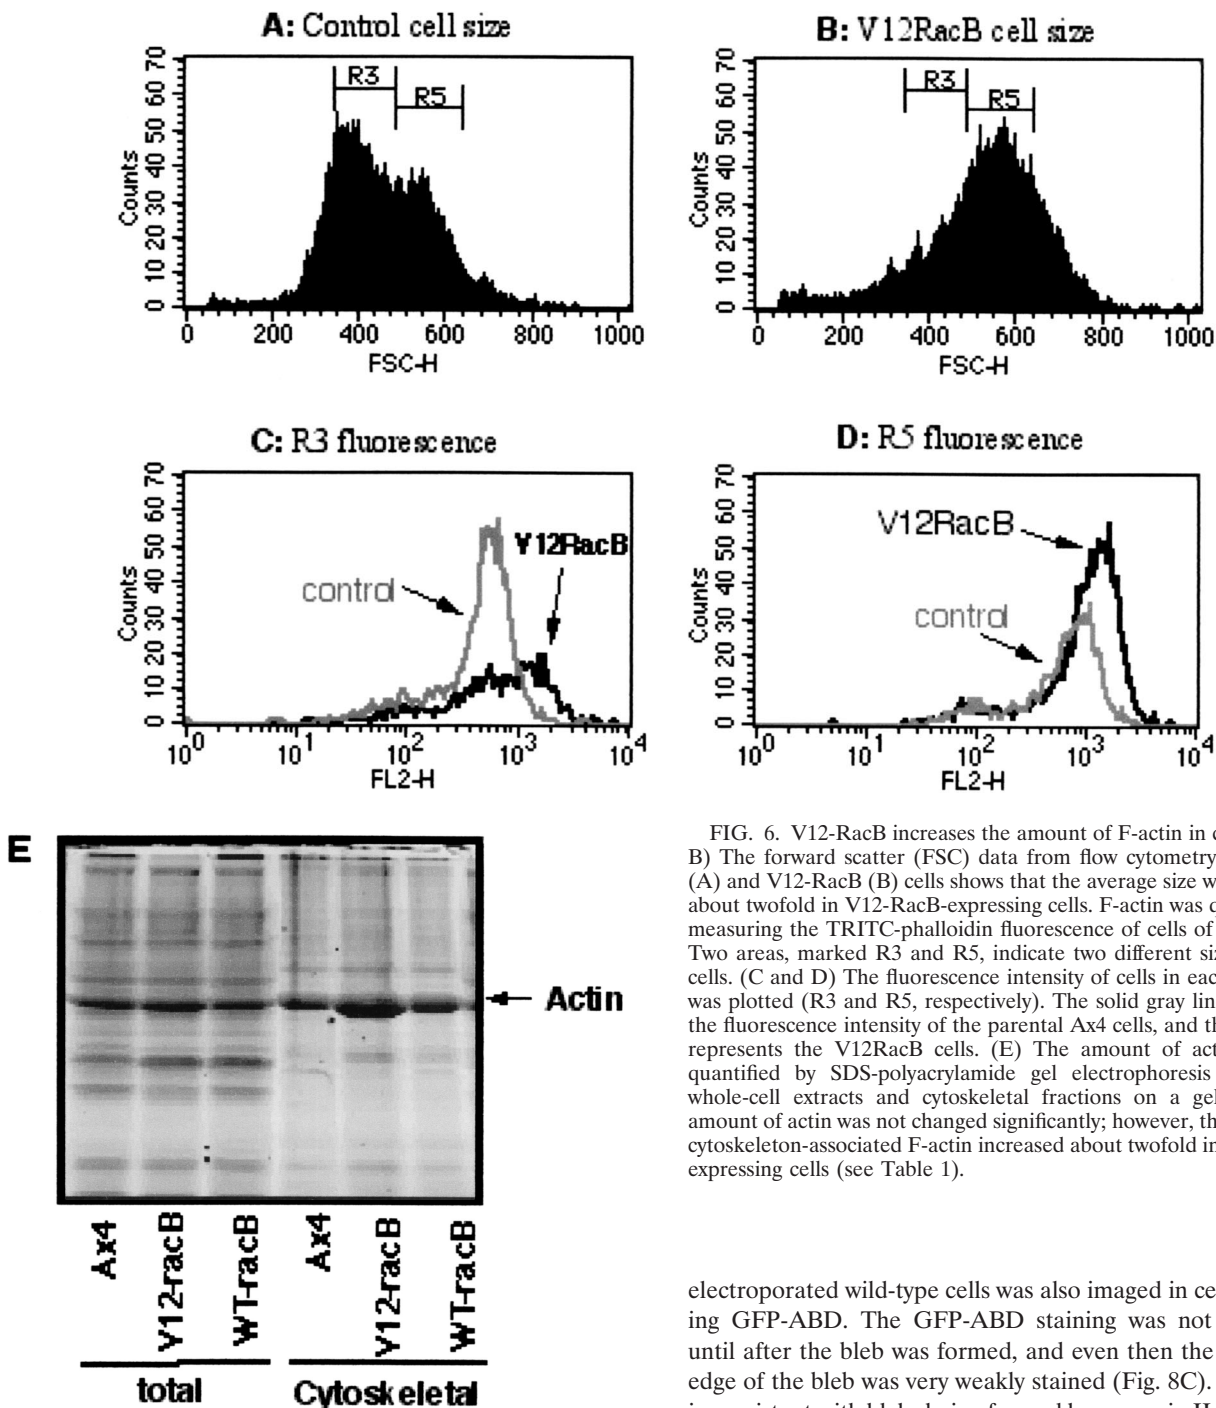 A: Control cell size
R3
R5
70
60
50
40
30
20
10
0
Counts
0 200 400 600 800 1000
FSC-H
B: V12RacB cell size
R3
R5
70
60
50
40
30
20
10
0
Counts
0 200 400 600 800 1000
FSC-H
C: R3 fluorescence
V12RacB
control
70
60
50
40
30
20
10
0
Counts
10^0 10^1 10^2 10^3 10^4
FL2-H
D: R5 fluorescence
V12RacB
control
70
60
50
40
30
20
10
0
Counts
10^0 10^1 10^2 10^3 10^4
FL2-H
E
Actin
Ax4
V12-racB
WT-racB
Ax4
V12-racB
WT-racB
total
Cytoskeletal
FIG. 6. V12-RacB increases the amount of F-actin in
B) The forward scatter (FSC) data from flow cytometry
(A) and V12-RacB (B) cells shows that the average size
about twofold in V12-RacB-expressing cells. F-actin was
measuring the TRITC-phalloidin fluorescence of cells of
Two areas, marked R3 and R5, indicate two different
cells. (C and D) The fluorescence intensity of cells in each
was plotted (R3 and R5, respectively). The solid gray
the fluorescence intensity of the parental Ax4 cells, and
represents the V12RacB cells. (E) The amount of
quantified by SDS-polyacrylamide gel electrophoresis
whole-cell extracts and cytoskeletal fractions on a gel
amount of actin was not changed significantly; however,
cytoskeleton-associated F-actin increased about twofold in
expressing cells (see Table 1).
electroporated wild-type cells was also imaged in
ing GFP-ABD. The GFP-ABD staining was not
until after the bleb was formed, and even then the
edge of the bleb was very weakly stained (Fig. 8C).